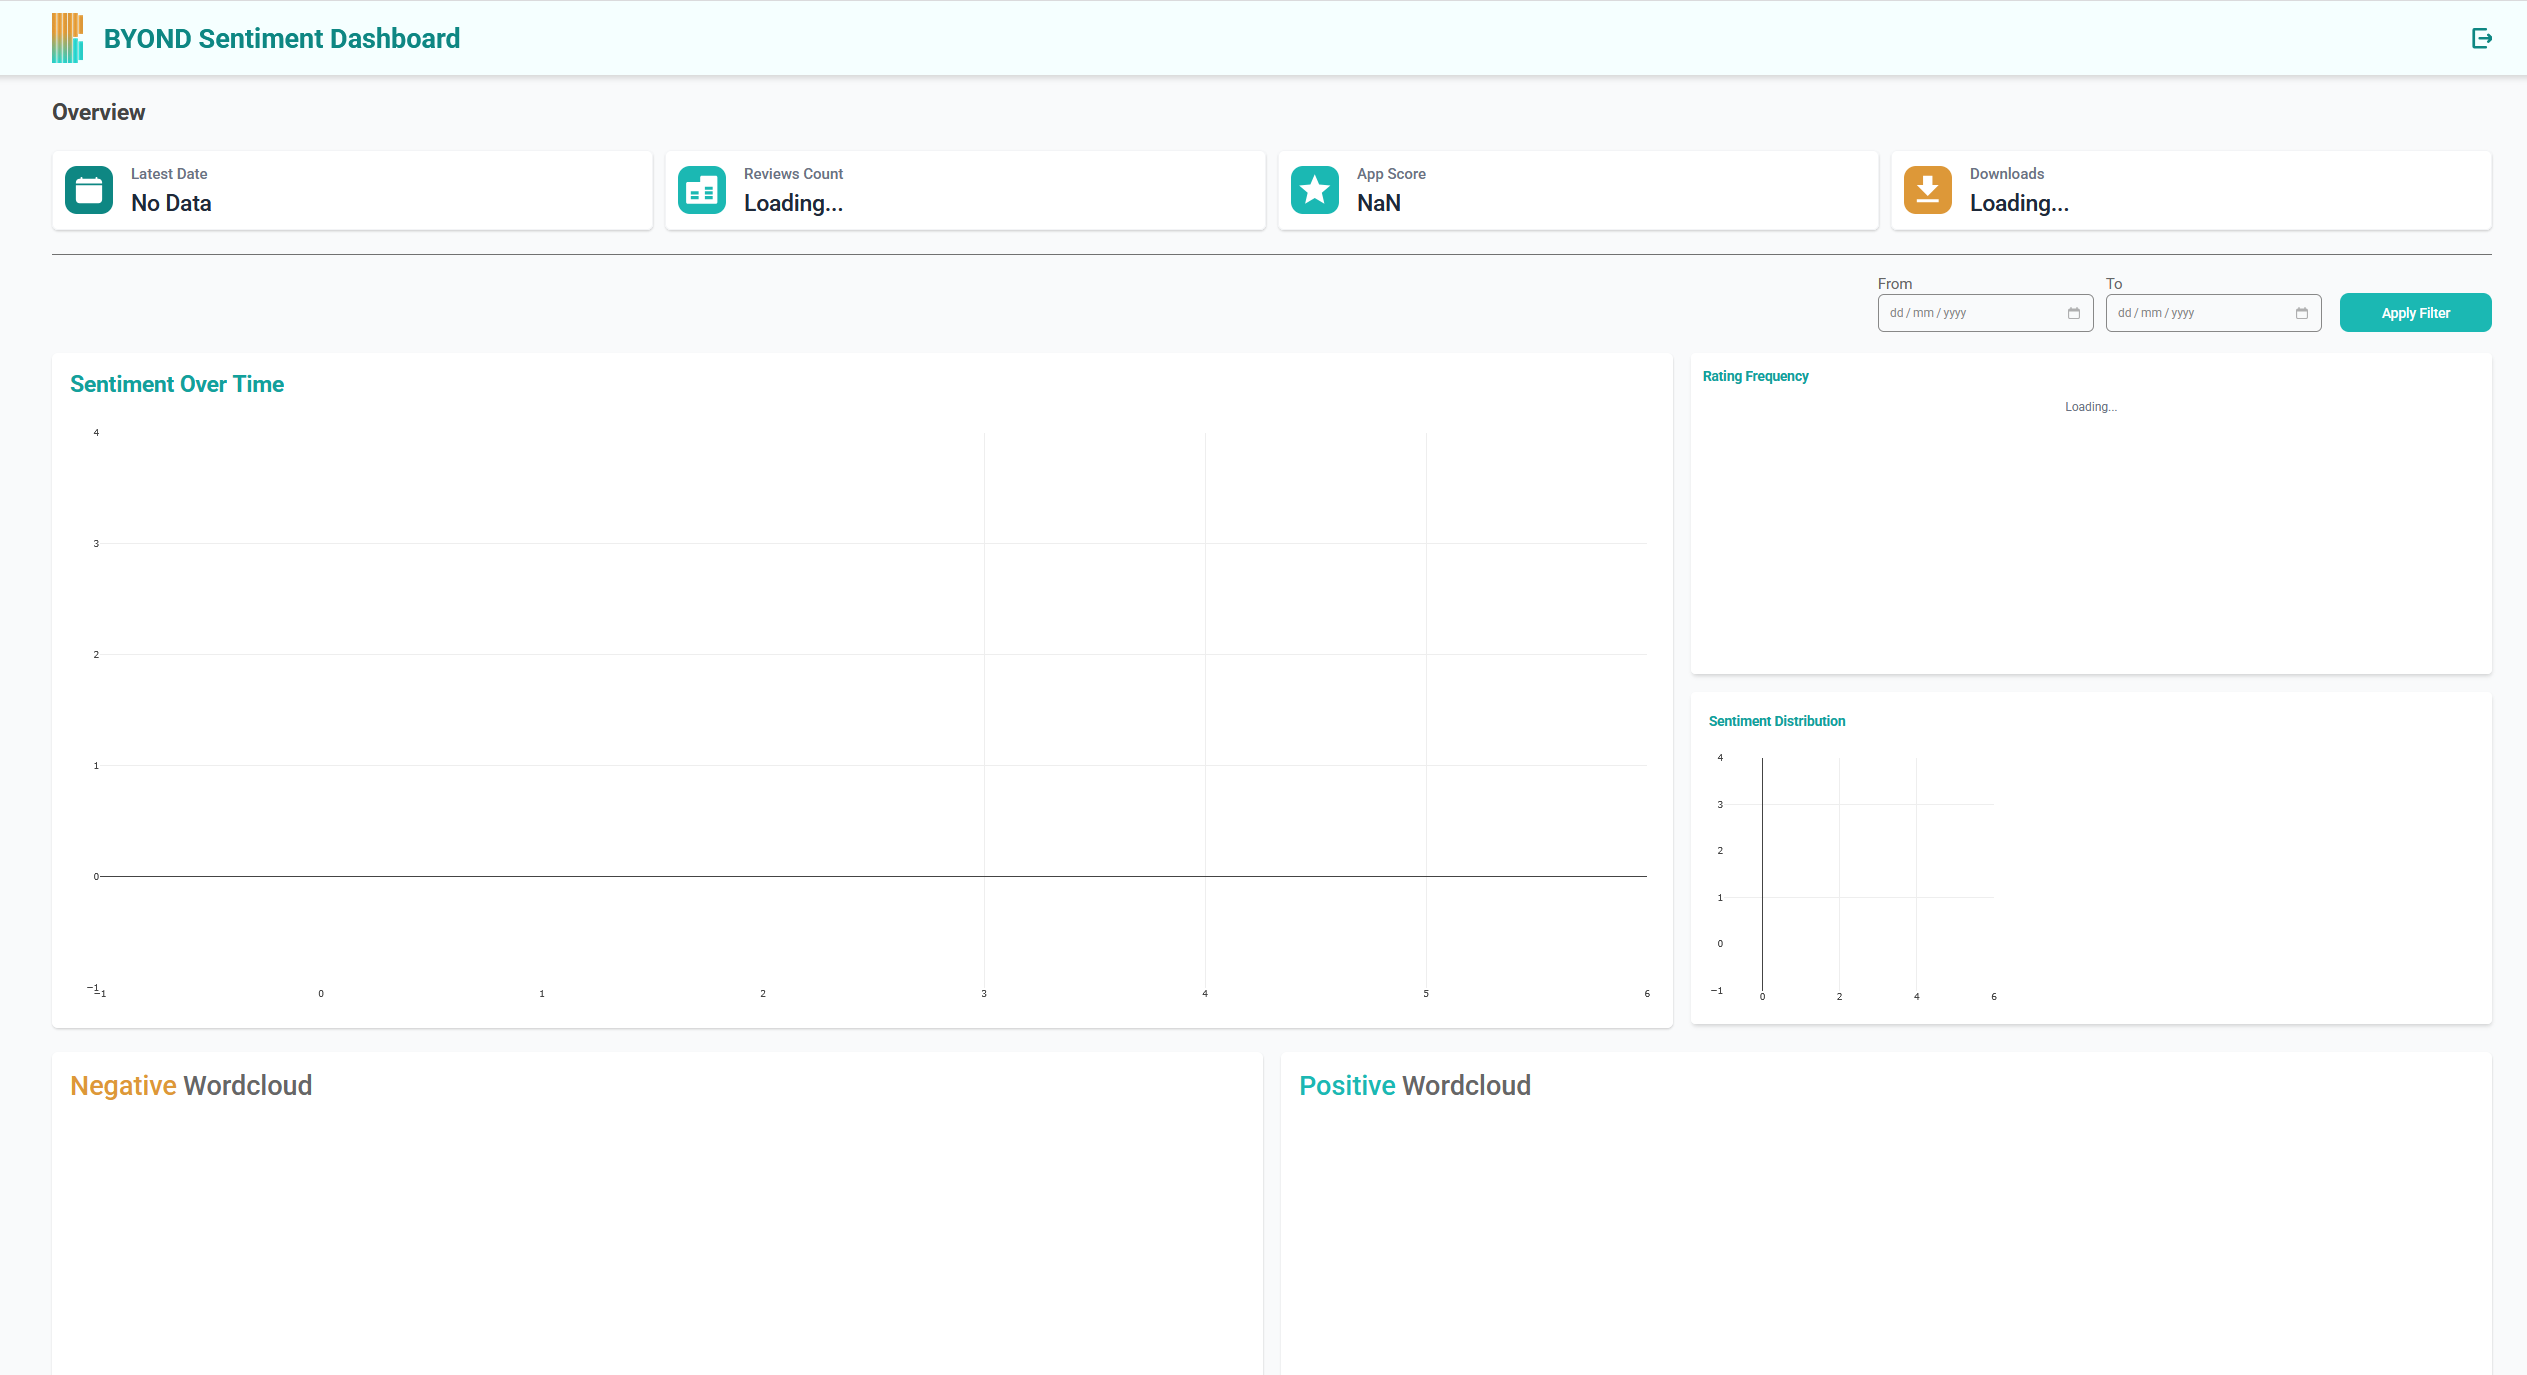 BYOND Sentiment Dashboard
Overview
Latest Date
No Data
Reviews Count
Loading...
App Score
NaN
Downloads
Loading...
From
To
dd / mm / yyyy
dd / mm / yyyy
Apply Filter
Sentiment Over Time
4
3
2
1
0
−1
−1 0 1 2 3 4 5 6
Rating Frequency
Loading...
Sentiment Distribution
4
3
2
1
0
−1
0 2 4 6
Negative Wordcloud
Positive Wordcloud